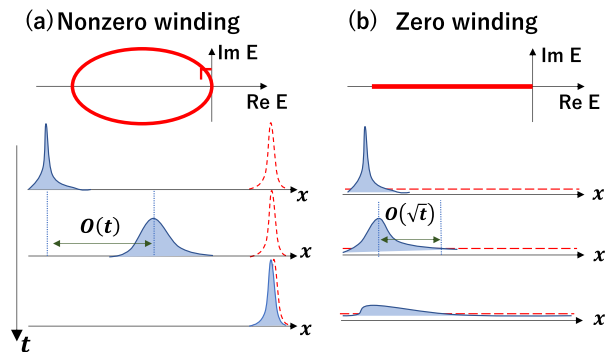 (a) Nonzero winding
Im E
Re E
x
O(t)
x
x
t
(b) Zero winding
Im E
Re E
x
O(√t)
x
x